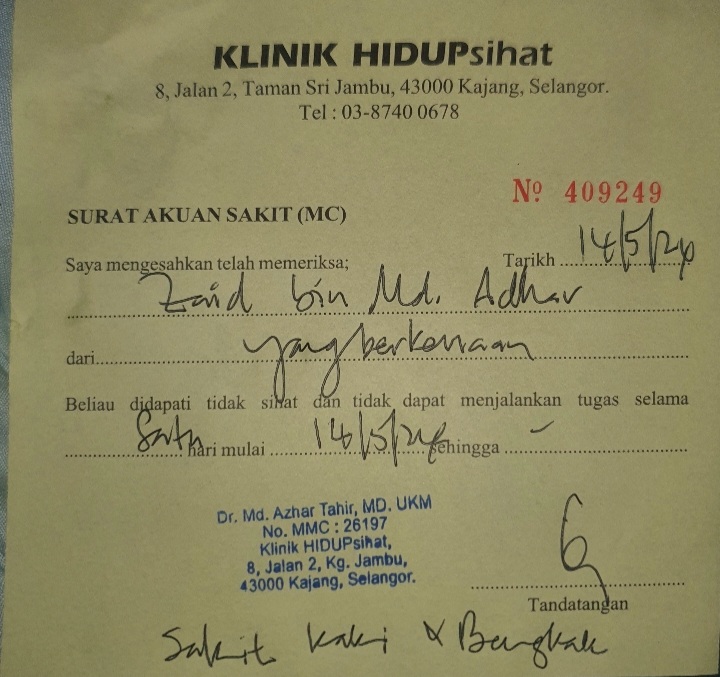 KLINIK HIDUPsihat
8, Jalan 2, Taman Sri Jambu, 43000 Kajang, Selangor.
Tel : 03-8740 0678
Nº 409249
SURAT AKUAN SAKIT (MC)
Saya mengesahkan telah memeriksa; Tarikh 14/5/24
Zaid bin Md. Adhar
dari yang berkenaan
Beliau didapati tidak sihat dan tidak dapat menjalankan tugas selama
Satu hari mulai 14/5/24 sehingga -
Dr. Md. Azhar Tahir, MD. UKM
No. MMC : 26197
Klinik HIDUPsihat,
8, Jalan 2, Kg. Jambu,
43000 Kajang, Selangor.
Tandatangan
Sakit kaki & Bengkak